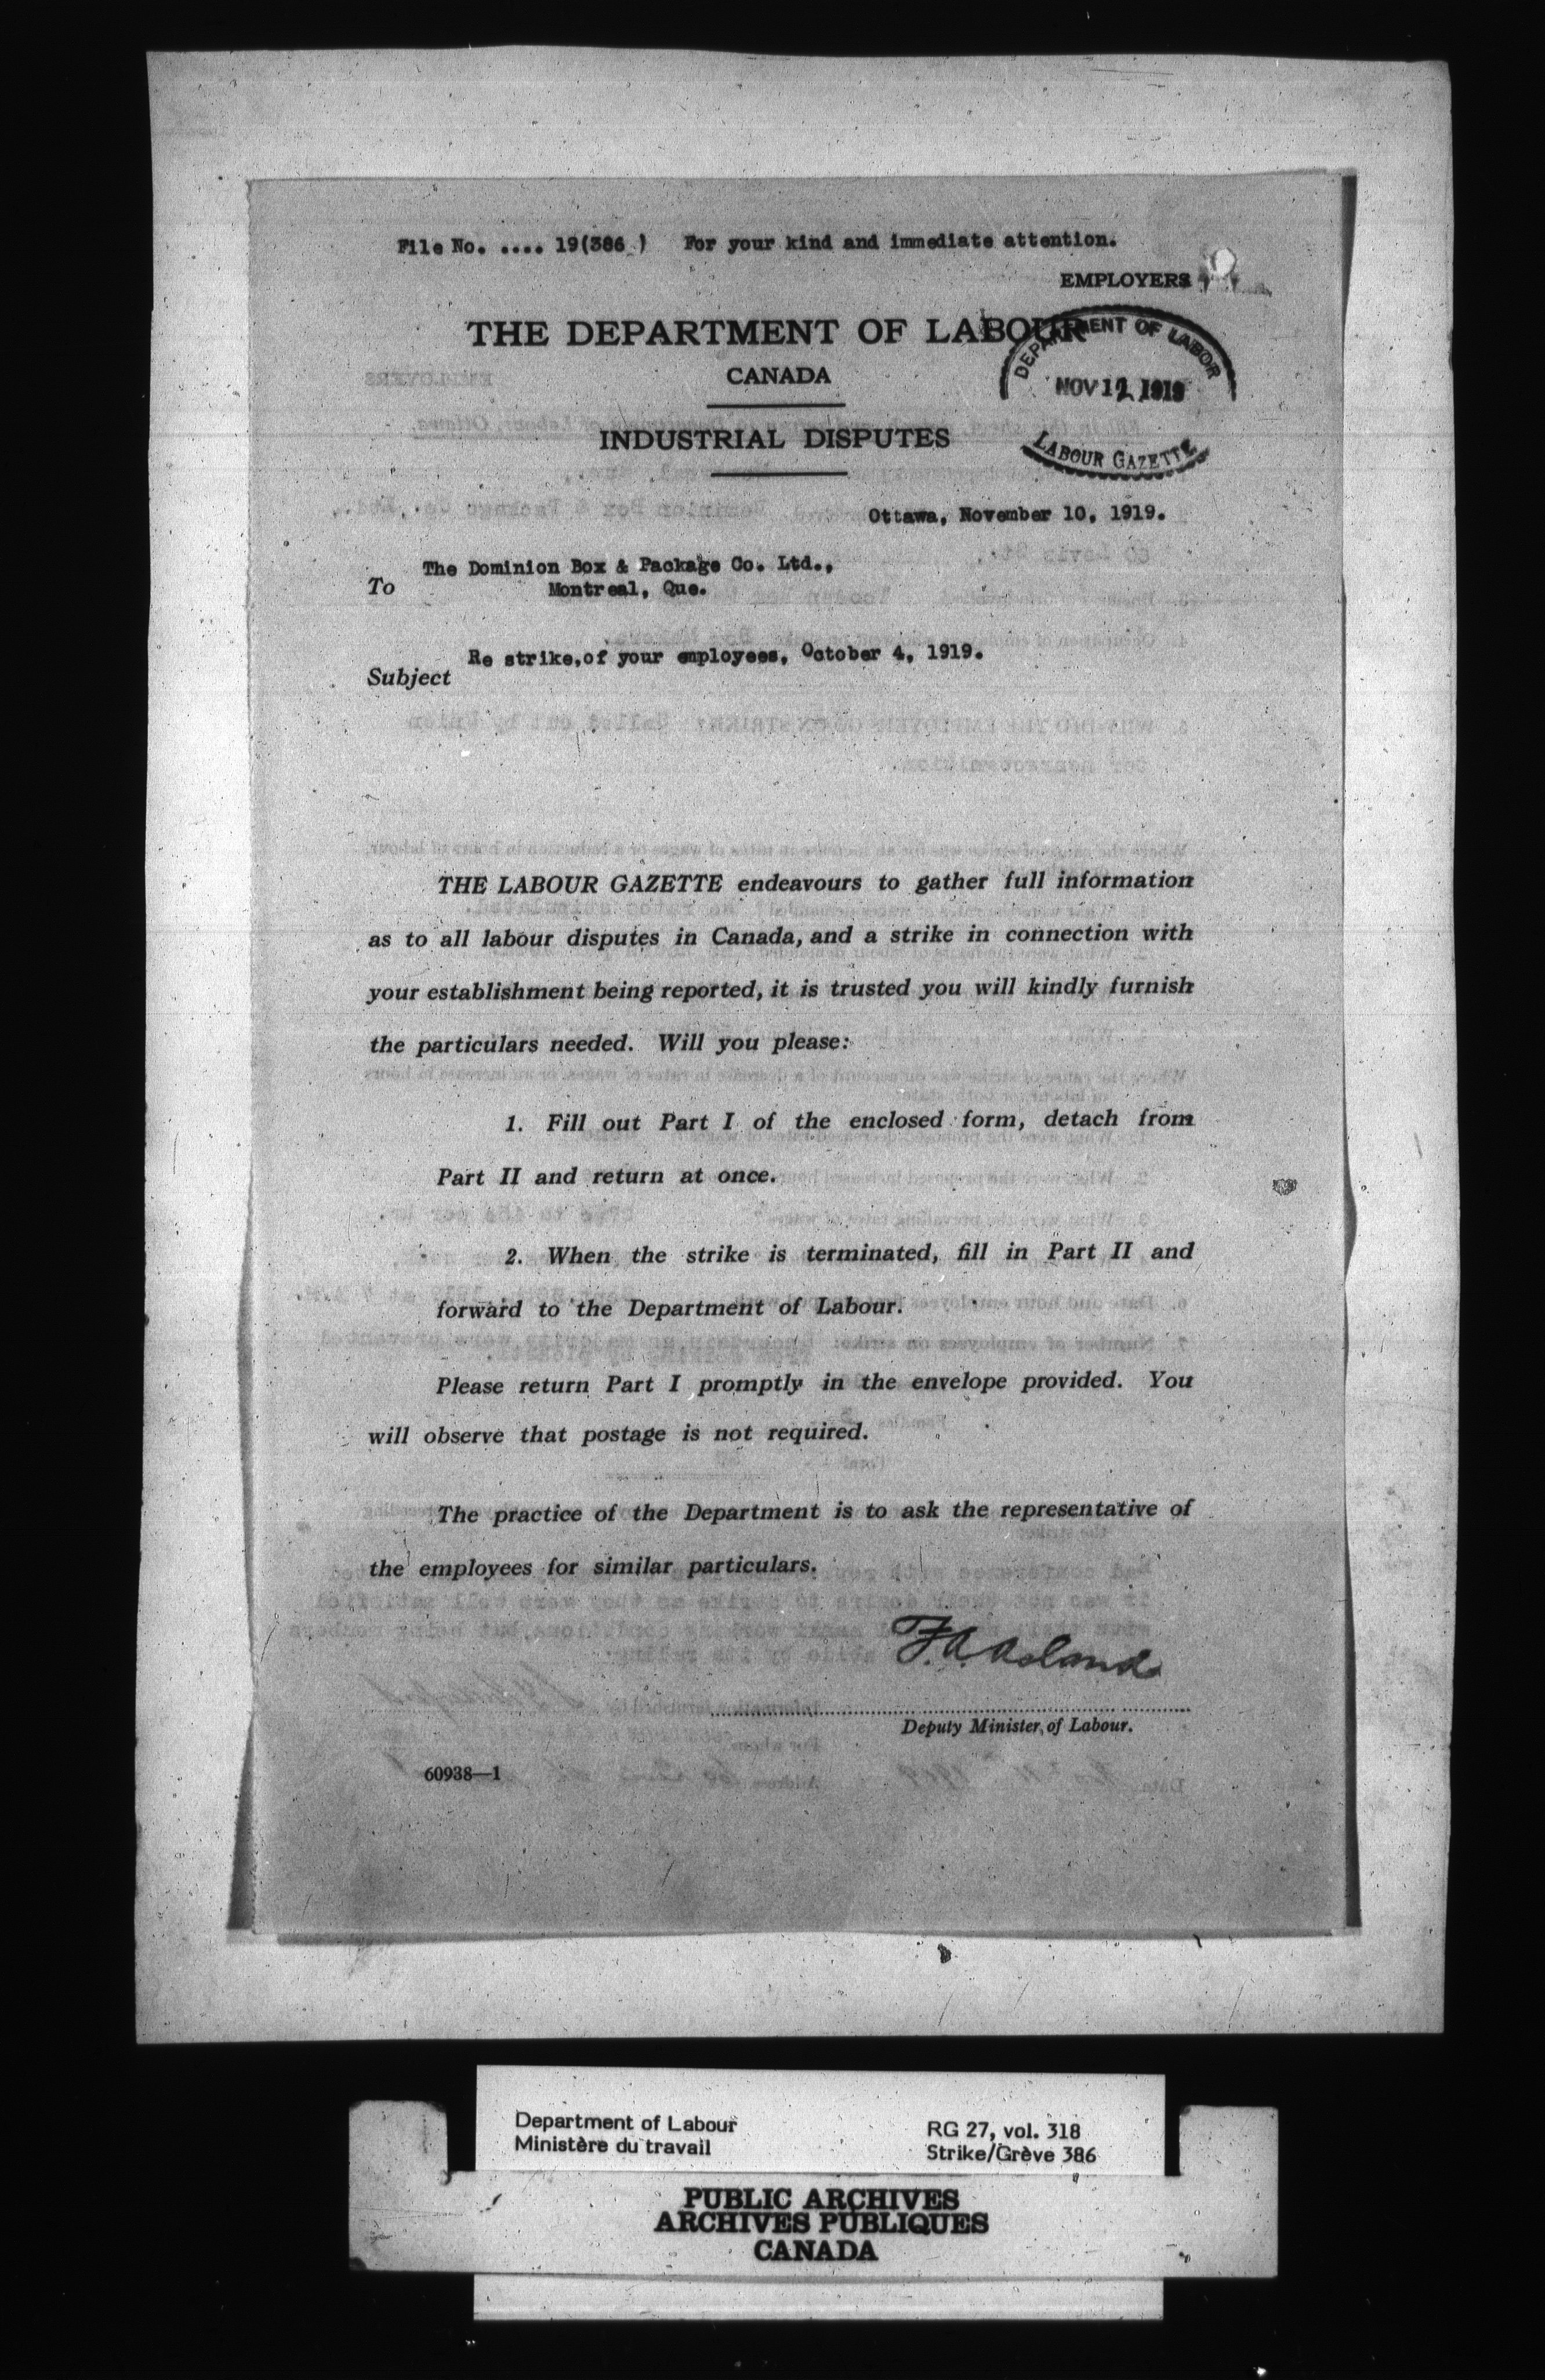 File No. .... 19(386 ) For your kind and immediate attention.
EMPLOYERS
THE DEPARTMENT OF LABOUR
CANADA
DEPARTMENT OF LABOR
NOV 12 1919
LABOUR GAZETTE
INDUSTRIAL DISPUTES
Ottawa, November 10, 1919.
The Dominion Box & Package Co. Ltd.,
To Montreal, Que.
Re strike,of your employees, October 4, 1919.
Subject
THE LABOUR GAZETTE endeavours to gather full information
as to all labour disputes in Canada, and a strike in connection with
your establishment being reported, it is trusted you will kindly furnish
the particulars needed. Will you please:
1. Fill out Part I of the enclosed form, detach from
Part II and return at once.
2. When the strike is terminated, fill in Part II and
forward to the Department of Labour.
Please return Part I promptly in the envelope provided. You
will observe that postage is not required.
The practice of the Department is to ask the representative of
the employees for similar particulars.
F. A. Acland
Deputy Minister of Labour.
60938—1
Department of Labour
Ministère du travail
RG 27, vol. 318
Strike/Grève 386
PUBLIC ARCHIVES
ARCHIVES PUBLIQUES
CANADA